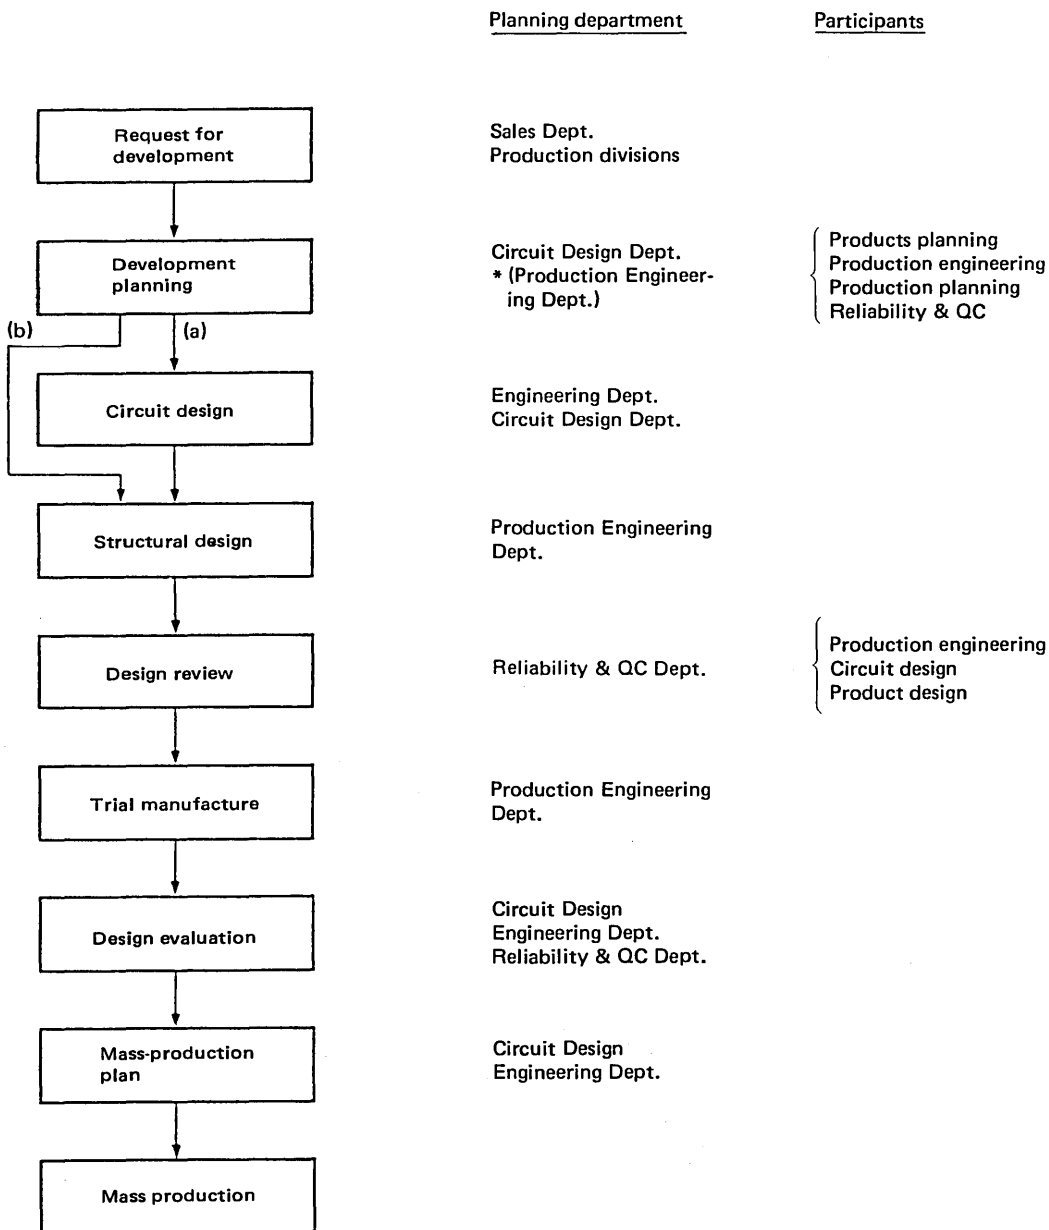 Planning department
Participants
Request for
development
Sales Dept.
Production divisions
Development
planning
Circuit Design Dept.
* (Production Engineer-
ing Dept.)
Products planning
Production engineering
Production planning
Reliability & QC
(b)
(a)
Circuit design
Engineering Dept.
Circuit Design Dept.
Structural design
Production Engineering
Dept.
Design review
Reliability & QC Dept.
Production engineering
Circuit design
Product design
Trial manufacture
Production Engineering
Dept.
Design evaluation
Circuit Design
Engineering Dept.
Reliability & QC Dept.
Mass-production
plan
Circuit Design
Engineering Dept.
Mass production